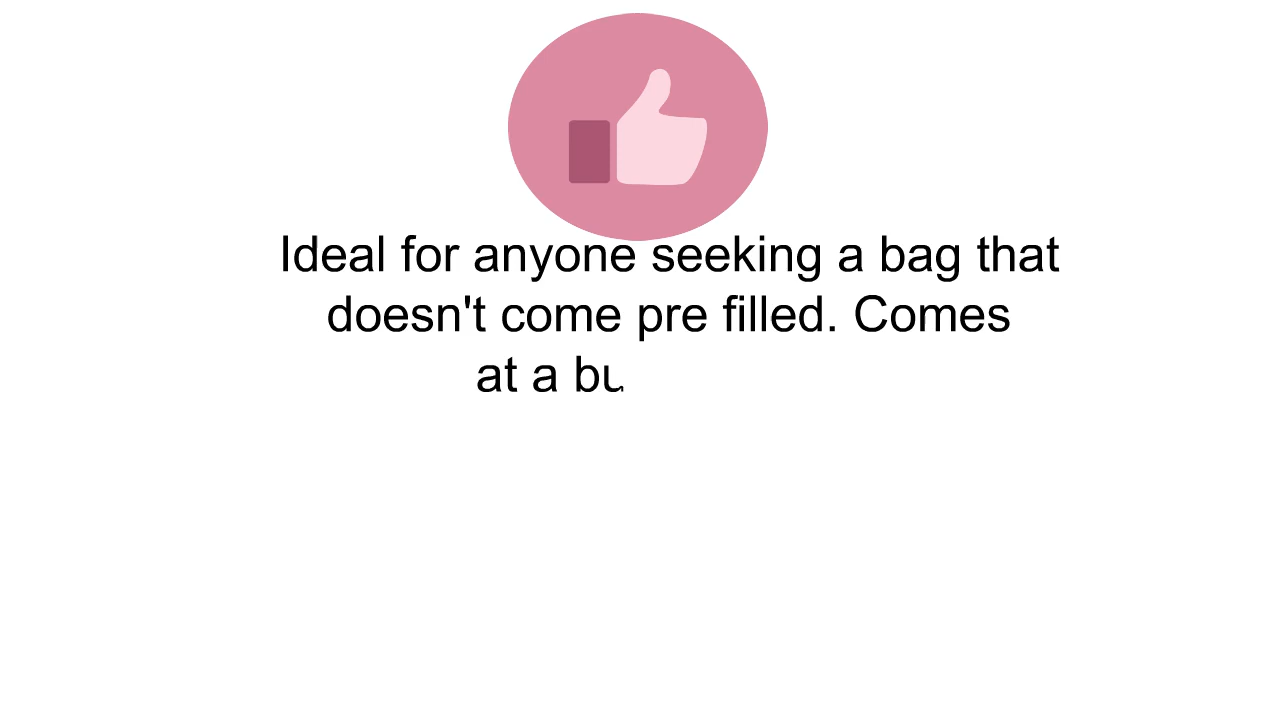 Ideal for anyone seeking a bag that
doesn't come pre filled. Comes
at a